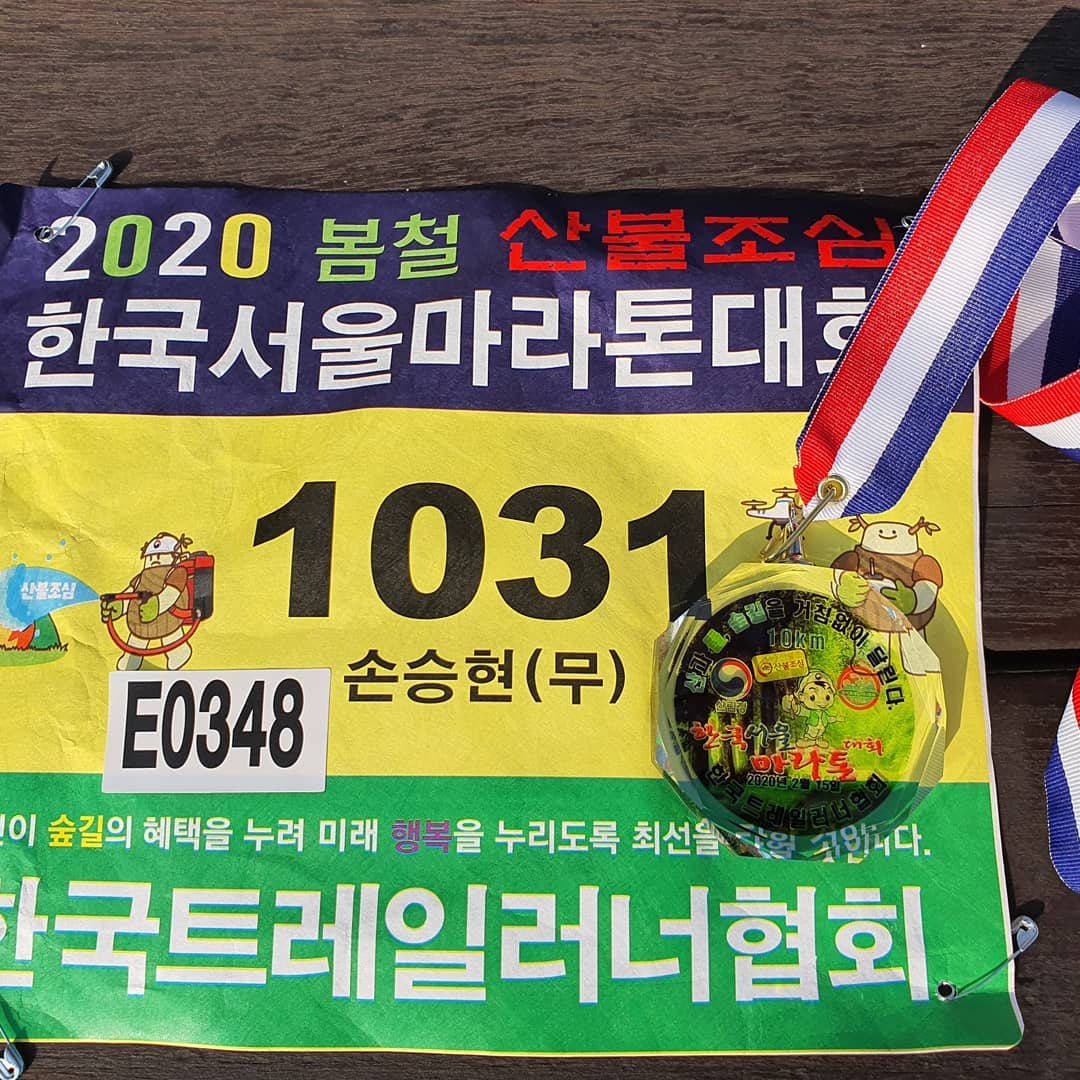 2020 봄철 산불조심
한국서울마라톤대회
1031
산불조심
손승현(무)
E0348
숲길의 혜택을 누려 미래 행복을 누리도록 최선을
한국트레일러너협회
숲길을 거침없이 달린다.
10km
산불조심
산림청
한국서울
마라톤
대회
2020년 2월 15일
한국트레일러너협회